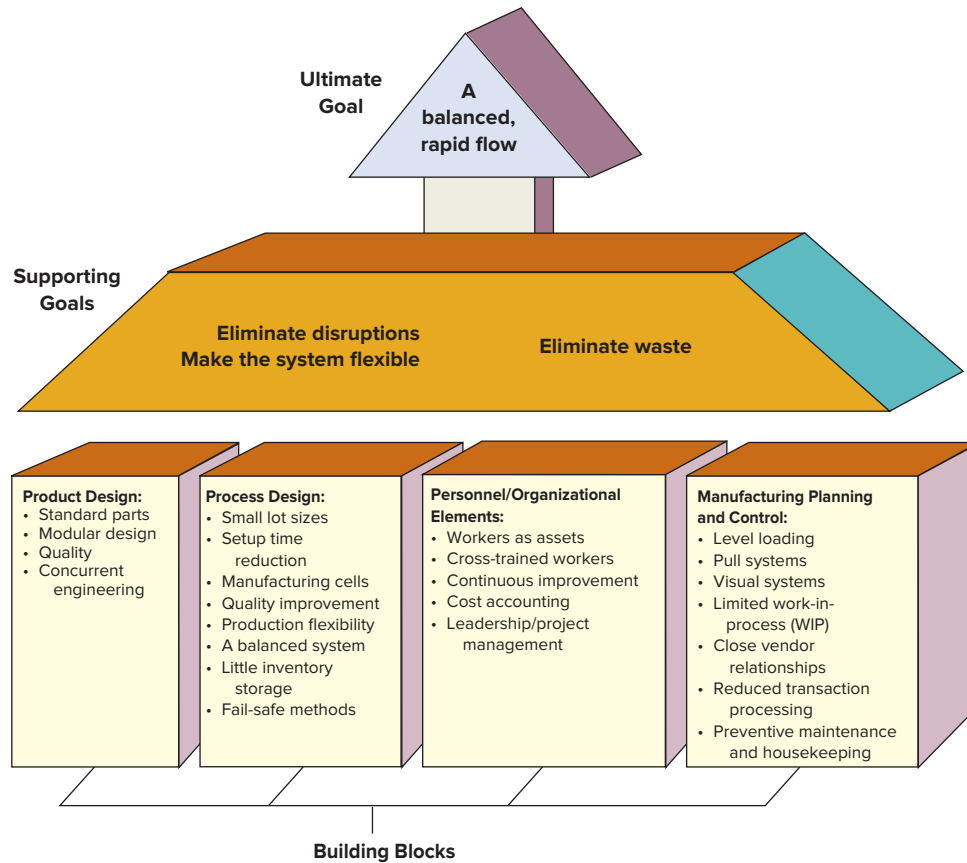 Ultimate
Goal
A
balanced,
rapid flow
Supporting
Goals
Eliminate disruptions
Make the system flexible
Eliminate waste
Product Design:
• Standard parts
• Modular design
• Quality
• Concurrent
engineering
Process Design:
• Small lot sizes
• Setup time
reduction
• Manufacturing cells
• Quality improvement
• Production flexibility
• A balanced system
• Little inventory
storage
• Fail-safe methods
Personnel/Organizational
Elements:
• Workers as assets
• Cross-trained workers
• Continuous improvement
• Cost accounting
• Leadership/project
management
Manufacturing Planning
and Control:
• Level loading
• Pull systems
• Visual systems
• Limited work-in-
process (WIP)
• Close vendor
relationships
• Reduced transaction
processing
• Preventive maintenance
and housekeeping
Building Blocks